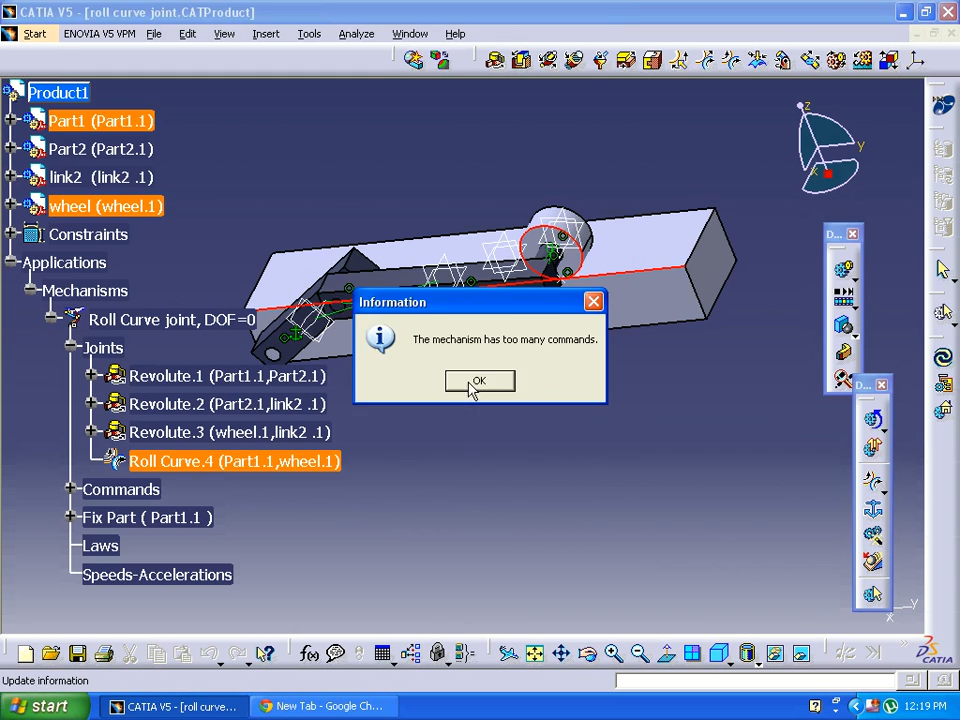 CATIA V5 - [roll curve joint.CATProduct]
Start
ENOVIA V5 VPM
File
Edit
View
Insert
Tools
Analyze
Window
Help
Product1
Part1 (Part1.1)
Part2 (Part2.1)
link2 (link2 .1)
wheel (wheel.1)
Constraints
Applications
Mechanisms
Roll Curve joint, DOF=0
Joints
Revolute.1 (Part1.1,Part2.1)
Revolute.2 (Part2.1,link2 .1)
Revolute.3 (wheel.1,link2 .1)
Roll Curve.4 (Part1.1,wheel.1)
Commands
Fix Part ( Part1.1 )
Laws
Speeds-Accelerations
z
y
x
D...
D...
Information
The mechanism has too many commands.
OK
y
x
f(x)
CATIA
Update information
start
CATIA V5 - [roll curve...
New Tab - Google Ch...
12:19 PM